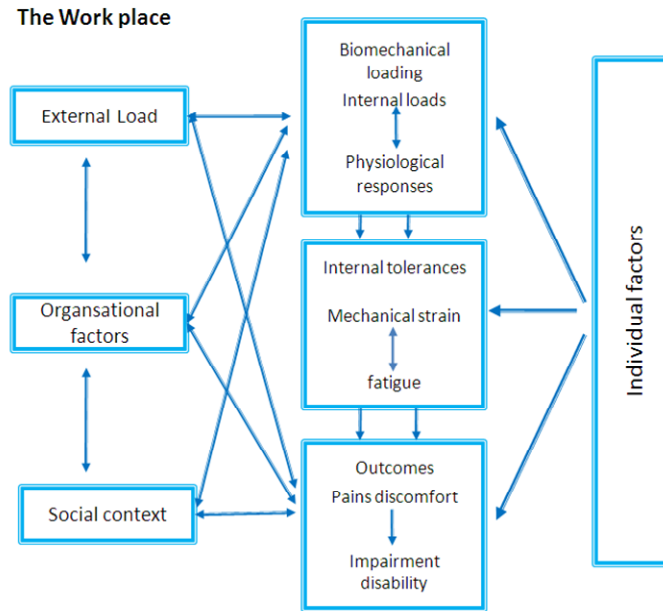 The Work place
External Load
Organsational
factors
Social context
Biomechanical
loading
Internal loads
Physiological
responses
Internal tolerances
Mechanical strain
fatigue
Outcomes
Pains discomfort
Impairment
disability
Individual factors